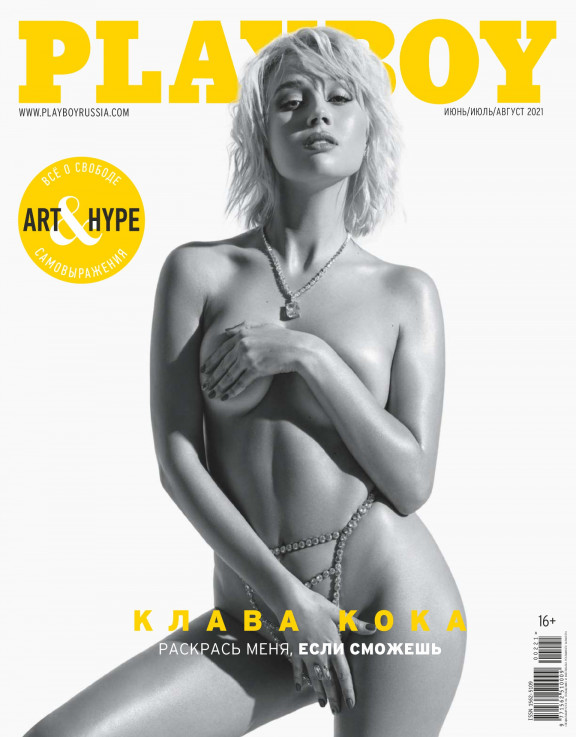 PLAYBOY
WWW.PLAYBOYRUSSIA.COM
ИЮНЬ/ИЮЛЬ/АВГУСТ 2021
ВСЕ О СВОБОДЕ
ART & HYPE
САМОВЫРАЖЕНИЯ
КЛАВА КОКА
РАСКРАСЬ МЕНЯ, ЕСЛИ СМОЖЕШЬ
16+